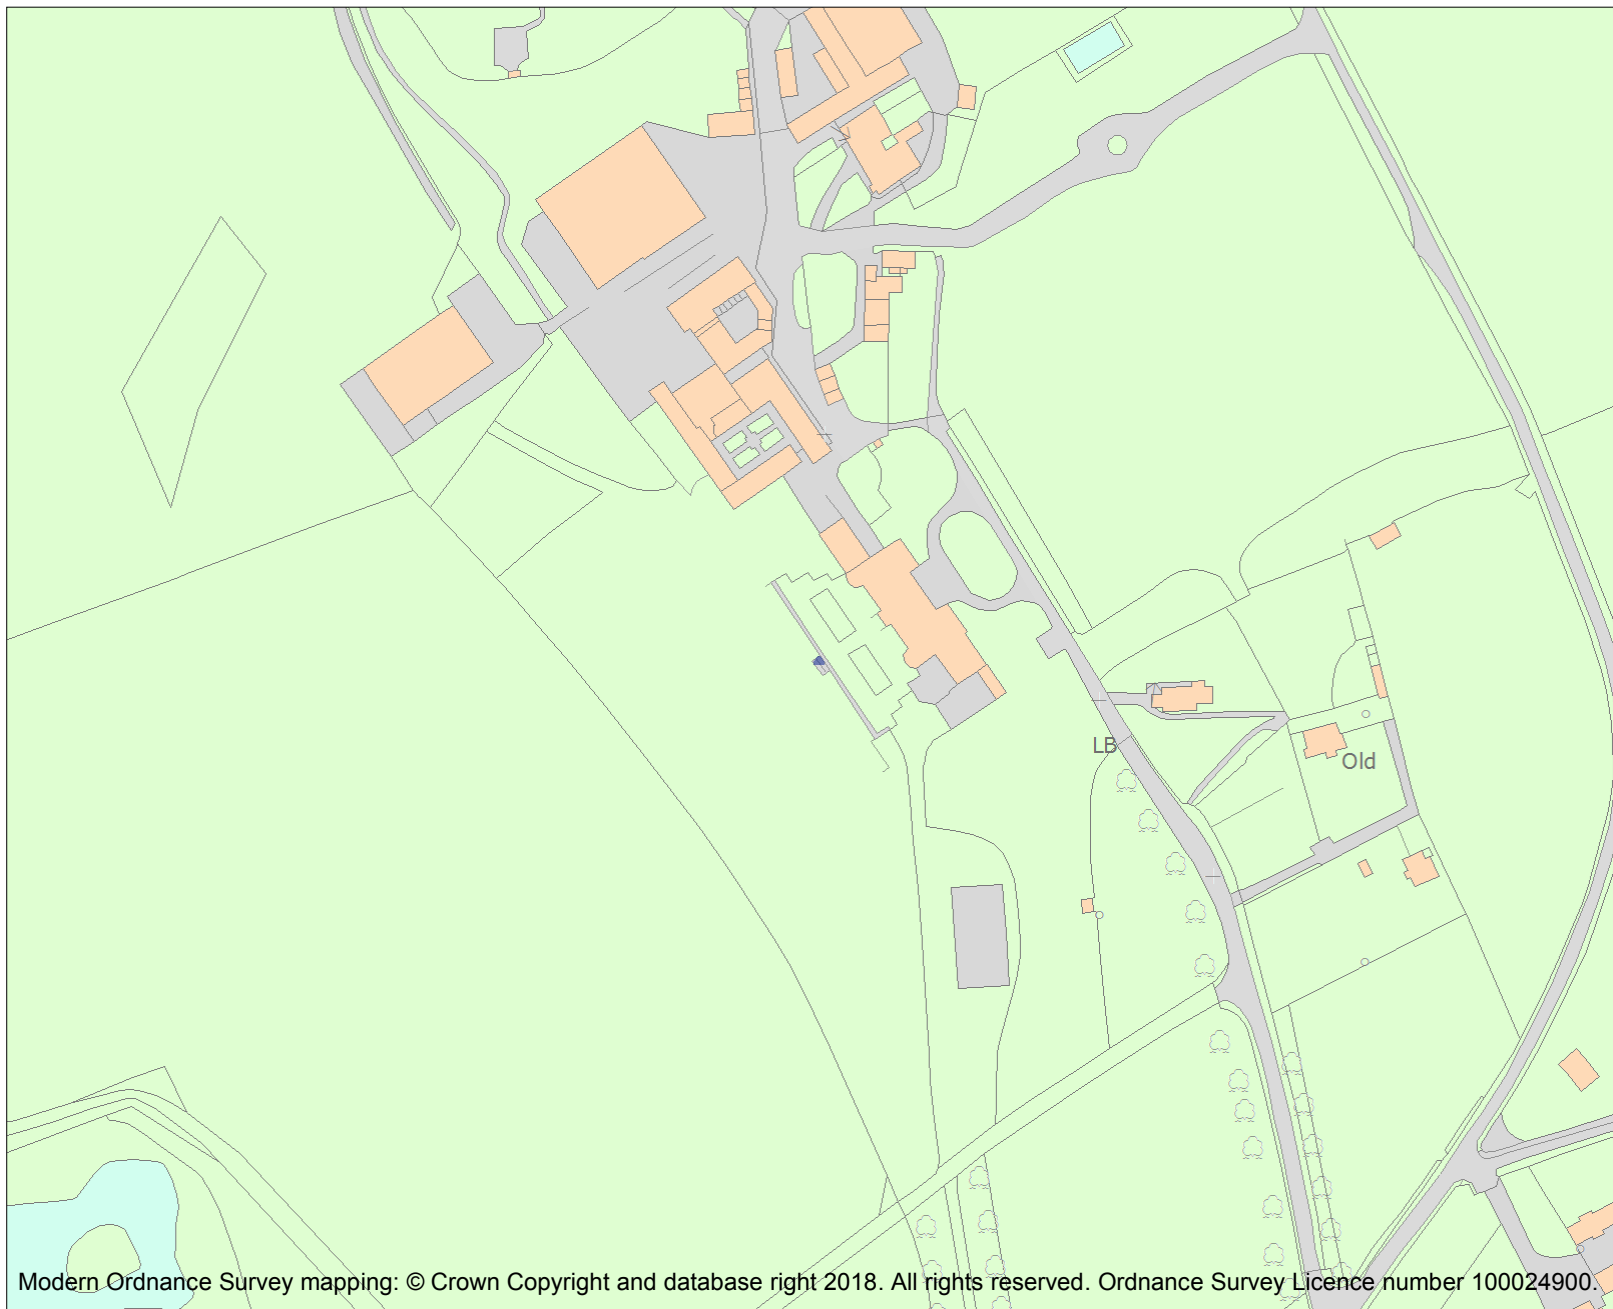 LB
Old
Modern Ordnance Survey mapping: © Crown Copyright and database right 2018. All rights reserved. Ordnance Survey Licence number 100024900.